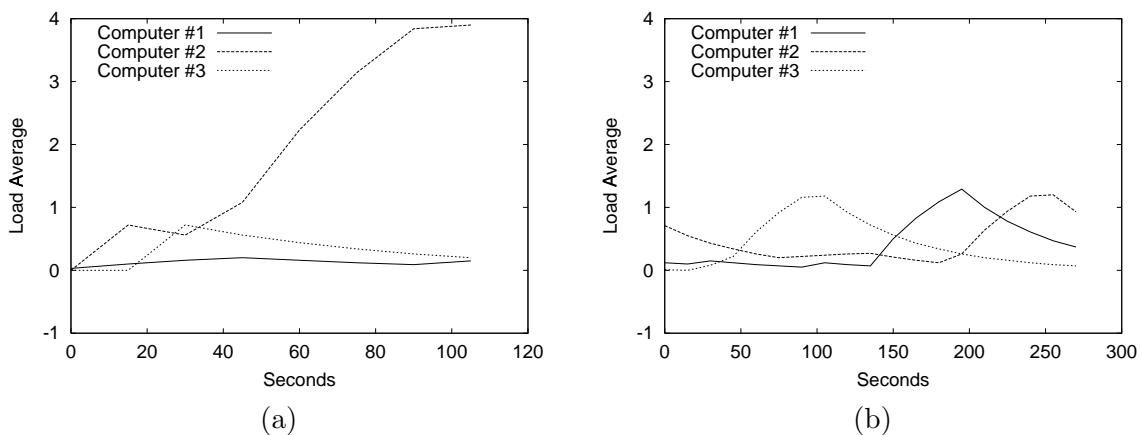 4
3
2
1
0
-1
0 20 40 60 80 100 120
Load Average
Seconds
Computer #1
Computer #2
Computer #3
(a)
4
3
2
1
0
-1
0 50 100 150 200 250 300
Load Average
Seconds
Computer #1
Computer #2
Computer #3
(b)